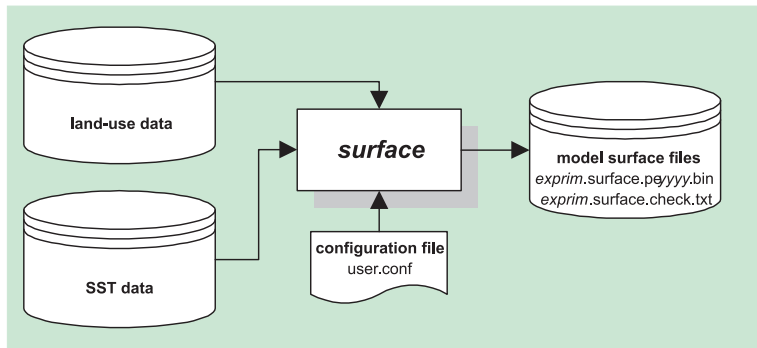 land-use data
surface
model surface files
exprim.surface.peyyyy.bin
exprim.surface.check.txt
configuration file
user.conf
SST data